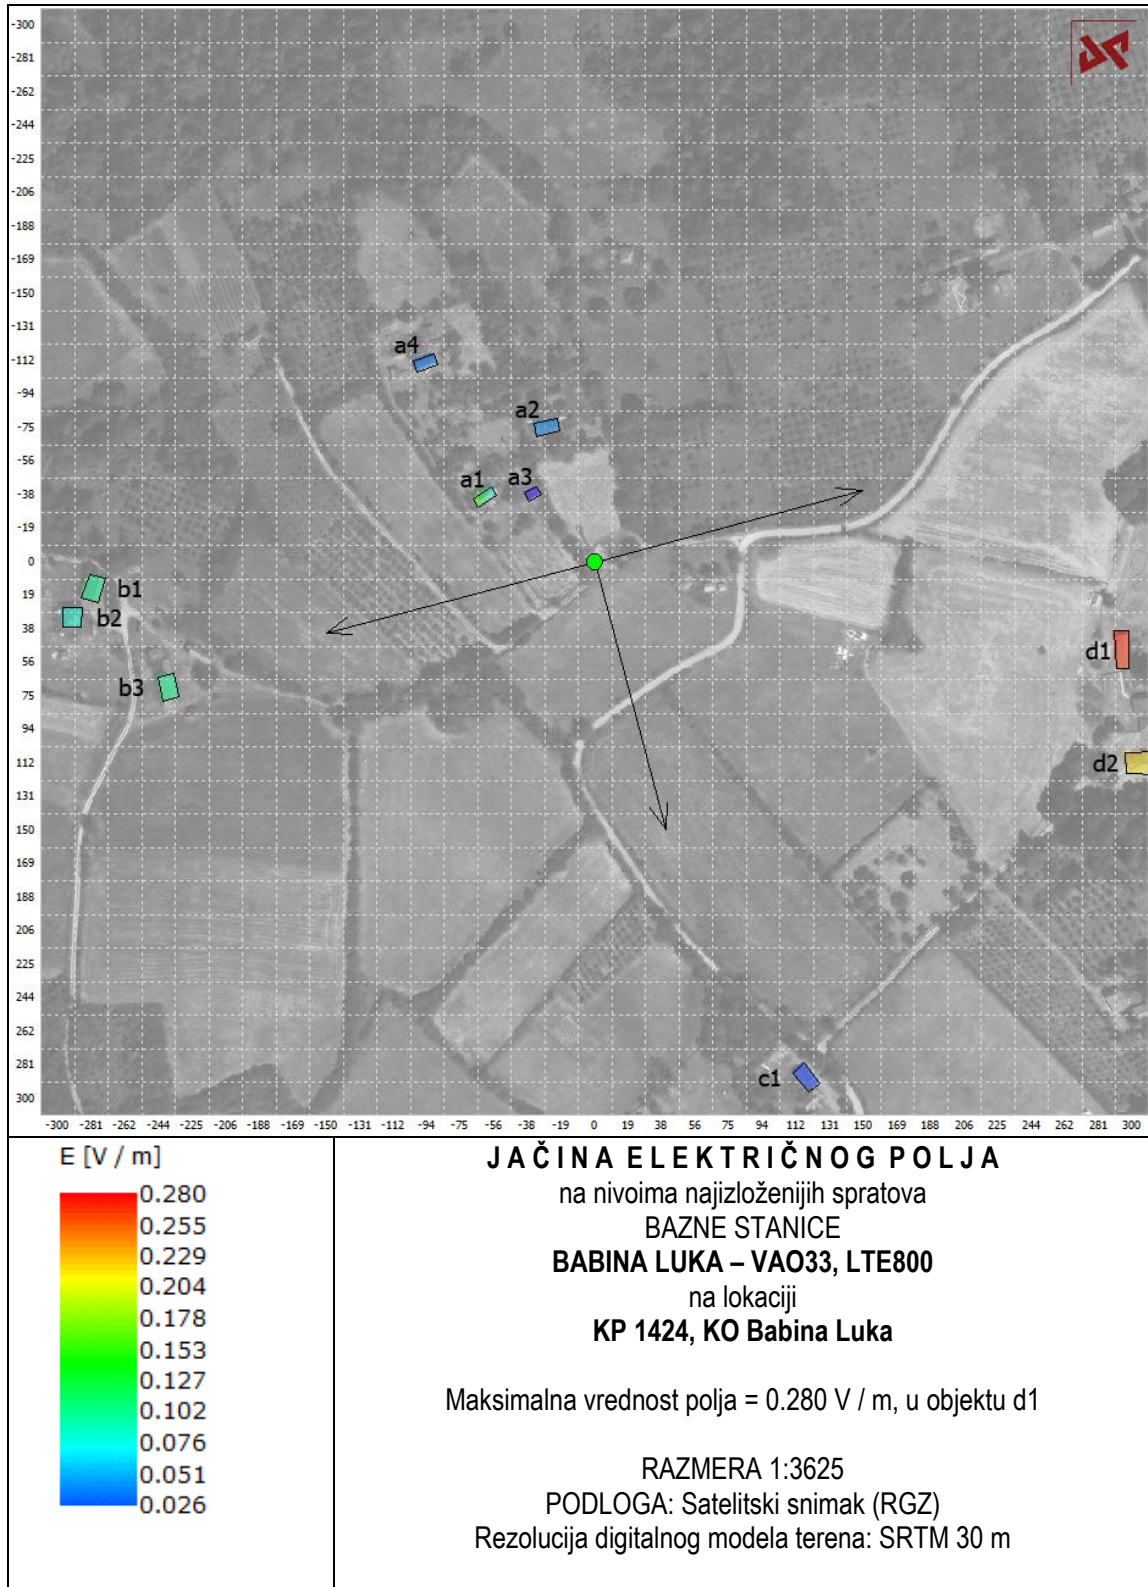 -300
-281
-262
-244
-225
-206
-188
-169
-150
-131
-112
-94
-75
-56
-38
-19
0
19
38
56
75
94
112
131
150
169
188
206
225
244
262
281
300
a4
a2
a1
a3
b1
b2
b3
d1
d2
c1
-300 -281 -262 -244 -225 -206 -188 -169 -150 -131 -112 -94 -75 -56 -38 -19 0 19 38 56 75 94 112 131 150 169 188 206 225 244 262 281 300
E [V / m]
0.280
0.255
0.229
0.204
0.178
0.153
0.127
0.102
0.076
0.051
0.026
JAČINA ELEKTRIČNOG POLJA
na nivoima najizloženijih spratova
BAZNE STANICE
BABINA LUKA – VAO33, LTE800
na lokaciji
KP 1424, KO Babina Luka
Maksimalna vrednost polja = 0.280 V / m, u objektu d1
RAZMERA 1:3625
PODLOGA: Satelitski snimak (RGZ)
Rezolucija digitalnog modela terena: SRTM 30 m